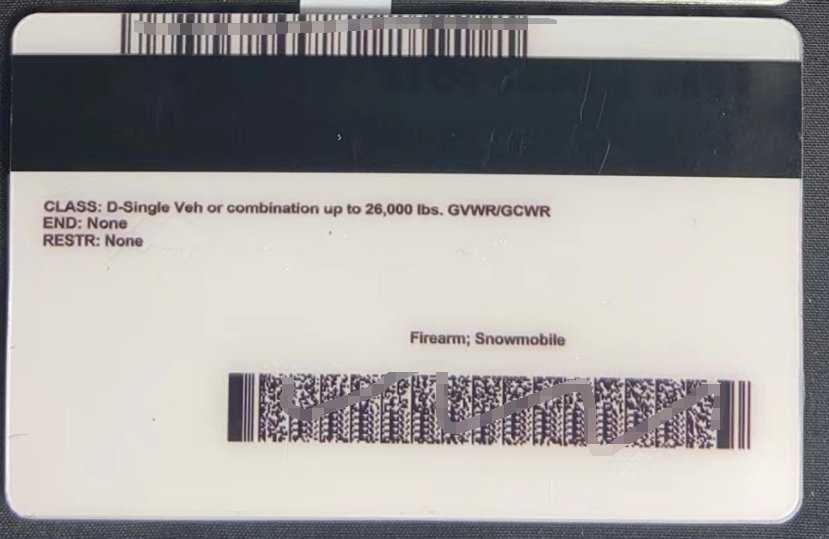 CLASS: D-Single Veh or combination up to 26,000 lbs. GVWR/GCWR
END: None
RESTR: None
Firearm; Snowmobile